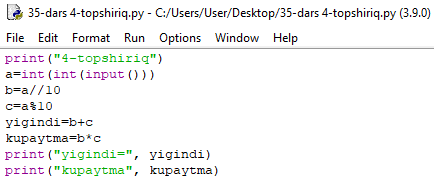 35-dars 4-topshiriq.py - C:/Users/User/Desktop/35-dars 4-topshiriq.py (3.9.0)
File Edit Format Run Options Window Help
print("4-topshiriq")
a=int(int(input()))
b=a//10
c=a%10
yigindi=b+c
kupaytma=b*c
print("yigindi=", yigindi)
print("kupaytma", kupaytma)